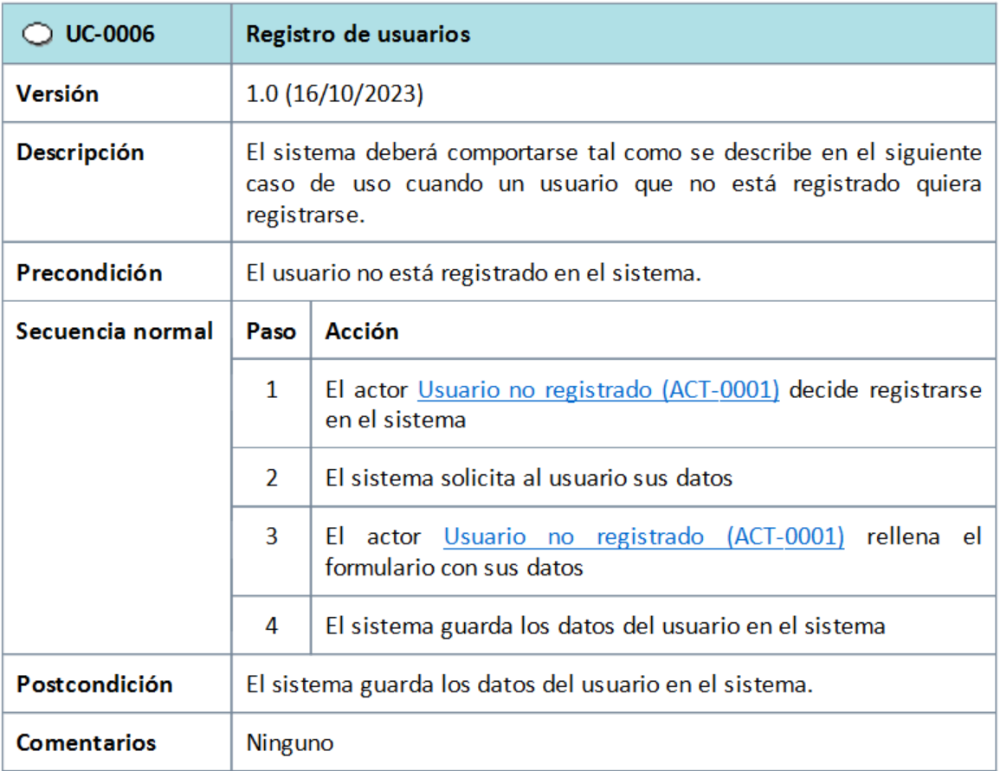 UC-0006 Registro de usuarios
Versión 1.0 (16/10/2023)
Descripción El sistema deberá comportarse tal como se describe en el siguiente
caso de uso cuando un usuario que no está registrado quiera
registrarse.
Precondición El usuario no está registrado en el sistema.
Secuencia normal Paso Acción
1 El actor Usuario no registrado (ACT-0001) decide registrarse
en el sistema
2 El sistema solicita al usuario sus datos
3 El actor Usuario no registrado (ACT-0001) rellena el
formulario con sus datos
4 El sistema guarda los datos del usuario en el sistema
Postcondición El sistema guarda los datos del usuario en el sistema.
Comentarios Ninguno